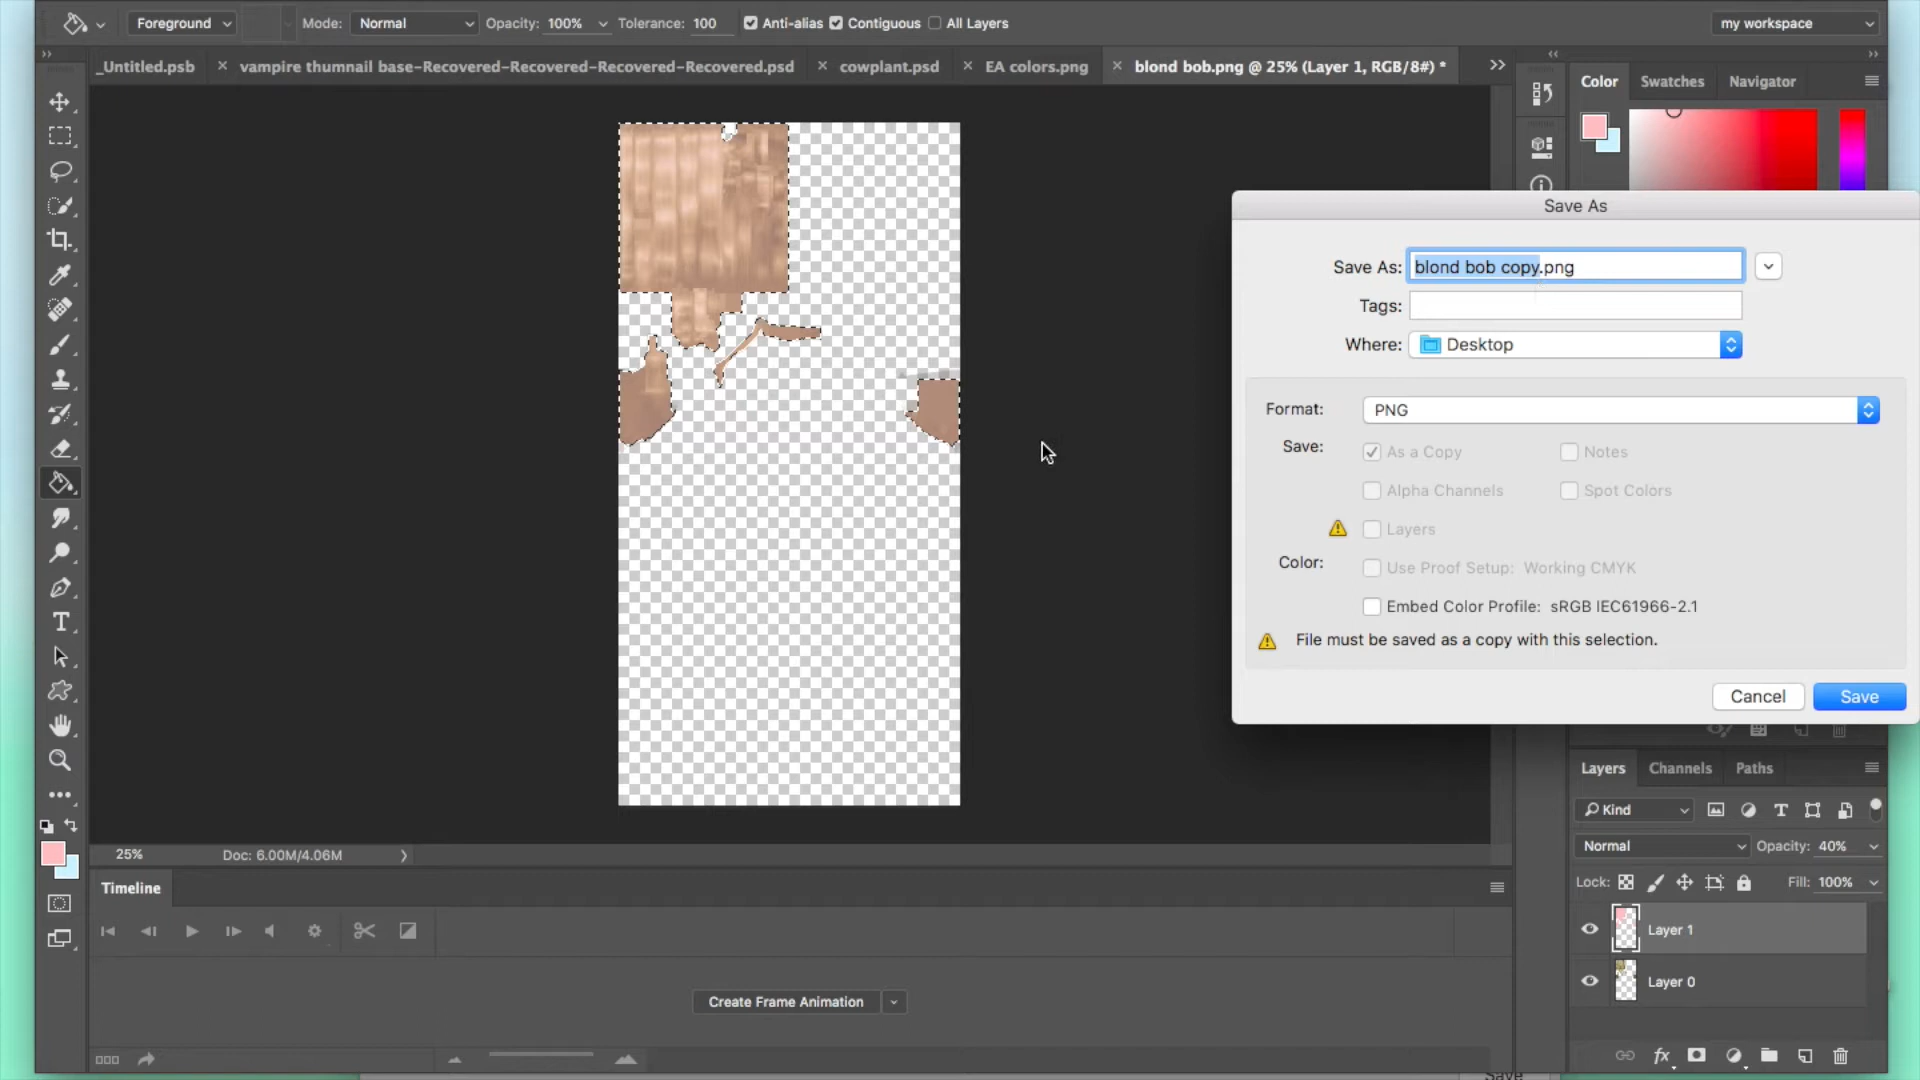 Foreground Mode: Normal Opacity: 100% Tolerance: 100 Anti-alias Contiguous All Layers my workspace
_Untitled.psb × vampire thumnail base-Recovered-Recovered-Recovered-Recovered.psd × cowplant.psd × EA colors.png × blond bob.png @ 25% (Layer 1, RGB/8#) *
Color Swatches Navigator
Save As
Save As: blond bob copy.png
Tags:
Where: Desktop
Format: PNG
Save: As a Copy Notes
Alpha Channels Spot Colors
Layers
Color: Use Proof Setup: Working CMYK
Embed Color Profile: sRGB IEC61966-2.1
File must be saved as a copy with this selection.
Cancel Save
Layers Channels Paths
Kind
Normal Opacity: 40%
Lock: Fill: 100%
Layer 1
Layer 0
25% Doc: 6.00M/4.06M
Timeline
Create Frame Animation
Save